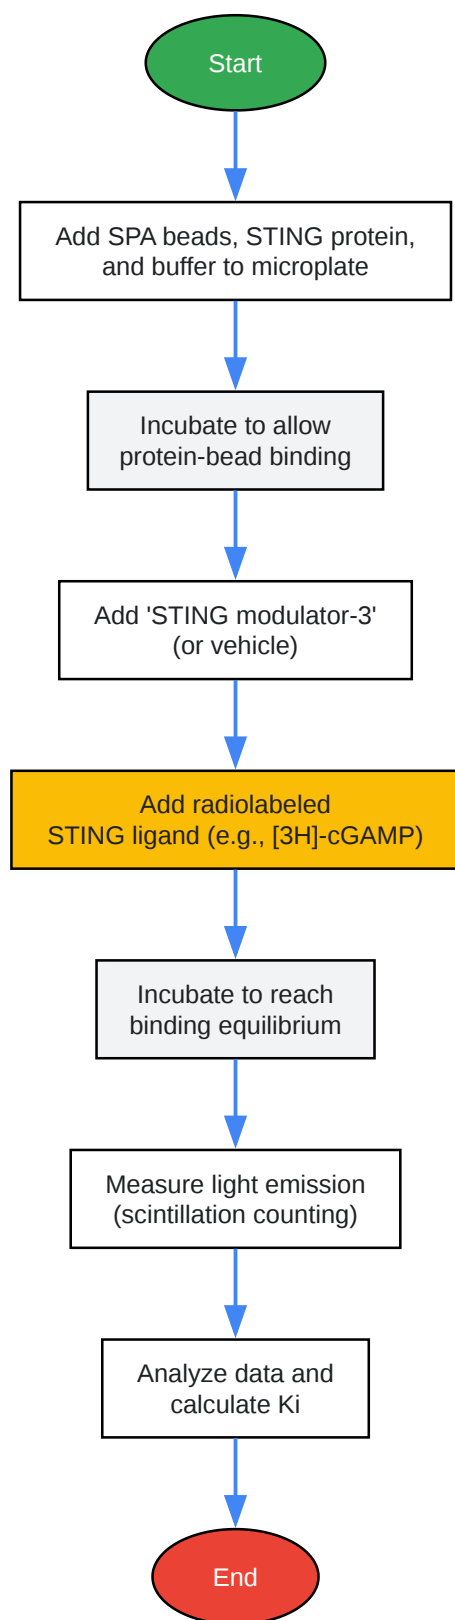 Start
Add SPA beads, STING protein,
and buffer to microplate
Incubate to allow
protein-bead binding
Add 'STING modulator-3'
(or vehicle)
Add radiolabeled
STING ligand (e.g., [3H]-cGAMP)
Incubate to reach
binding equilibrium
Measure light emission
(scintillation counting)
Analyze data and
calculate Ki
End